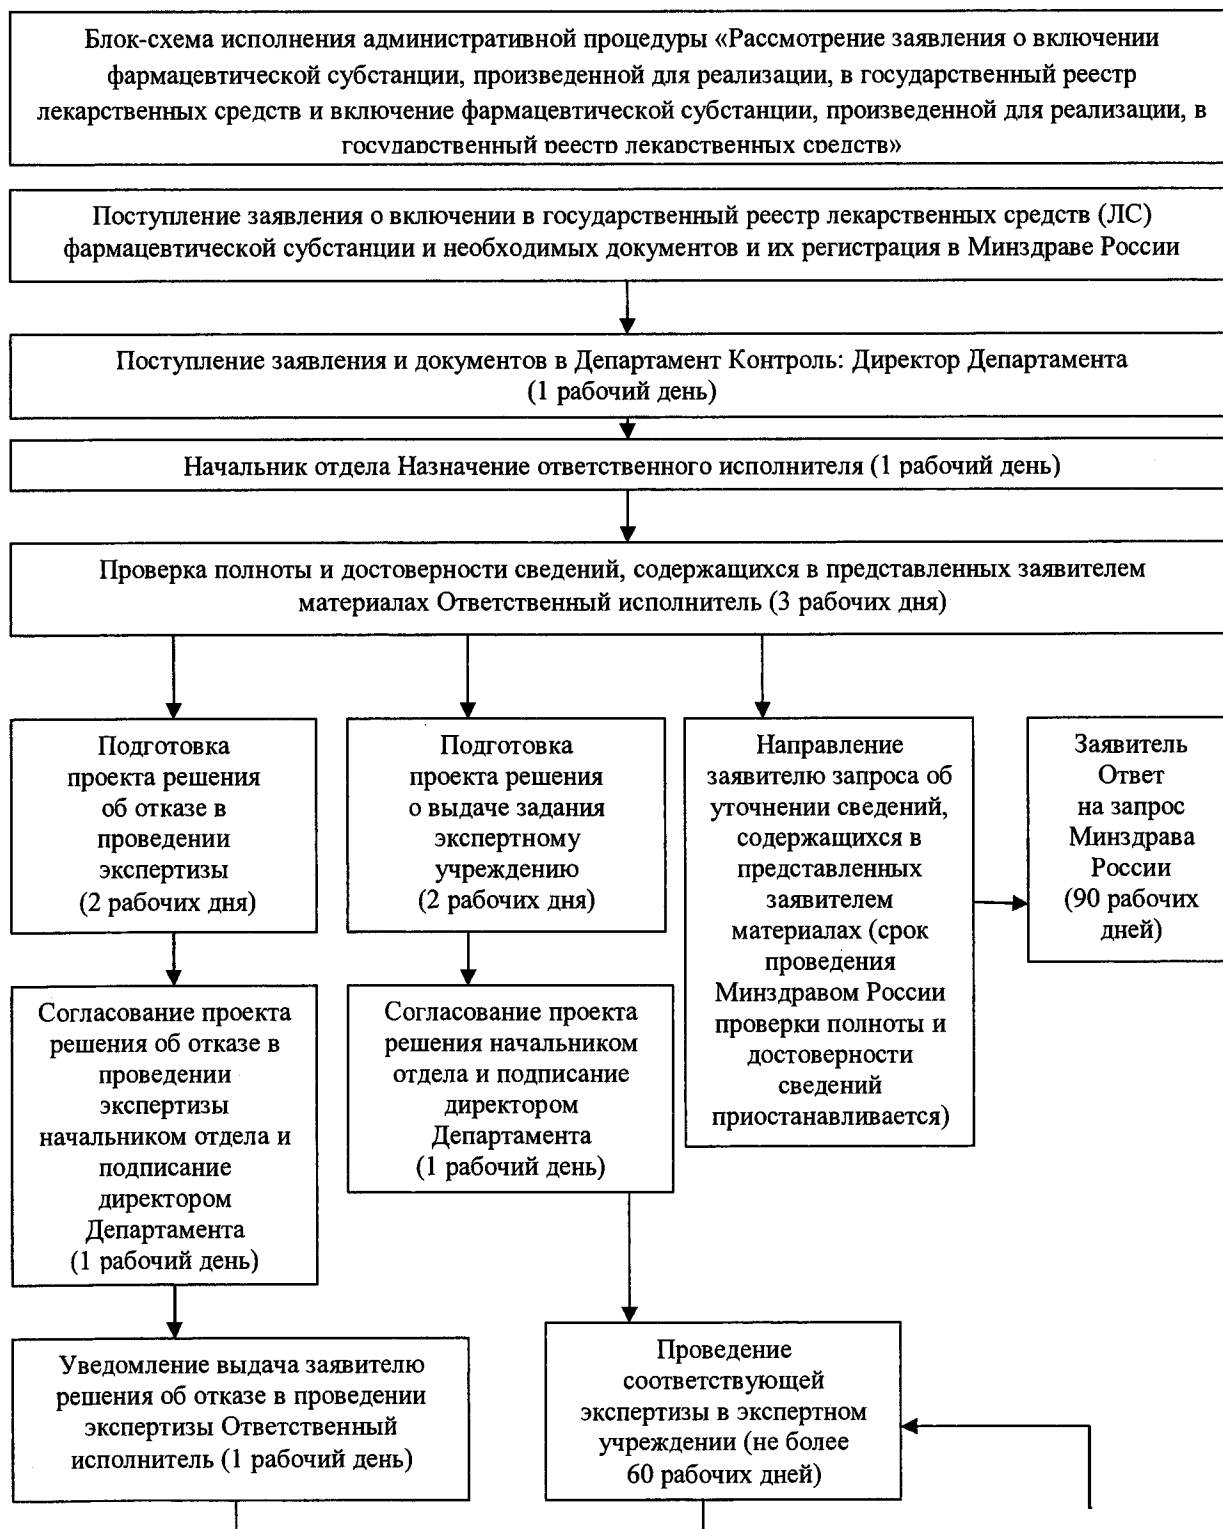 Блок-схема исполнения административной процедуры «Рассмотрение заявления о включении
фармацевтической субстанции, произведенной для реализации, в государственный реестр
лекарственных средств и включение фармацевтической субстанции, произведенной для реализации, в
государственный реестр лекарственных средств»
Поступление заявления о включении в государственный реестр лекарственных средств (ЛС)
фармацевтической субстанции и необходимых документов и их регистрация в Минздраве России
Поступление заявления и документов в Департамент Контроль: Директор Департамента
(1 рабочий день)
Начальник отдела Назначение ответственного исполнителя (1 рабочий день)
Проверка полноты и достоверности сведений, содержащихся в представленных заявителем
материалах Ответственный исполнитель (3 рабочих дня)
Подготовка
проекта решения
об отказе в
проведении
экспертизы
(2 рабочих дня)
Подготовка
проекта решения
о выдаче задания
экспертному
учреждению
(2 рабочих дня)
Направление
заявителю запроса об
уточнении сведений,
содержащихся в
представленных
заявителем
материалах (срок
проведения
Минздравом России
проверки полноты и
достоверности
сведений
приостанавливается)
Заявитель
Ответ
на запрос
Минздрава
России
(90 рабочих
дней)
Согласование проекта
решения об отказе в
проведении
экспертизы
начальником отдела и
подписание
директором
Департамента
(1 рабочий день)
Согласование проекта
решения начальником
отдела и подписание
директором
Департамента
(1 рабочий день)
Уведомление выдача заявителю
решения об отказе в проведении
экспертизы Ответственный
исполнитель (1 рабочий день)
Проведение
соответствующей
экспертизы в экспертном
учреждении (не более
60 рабочих дней)